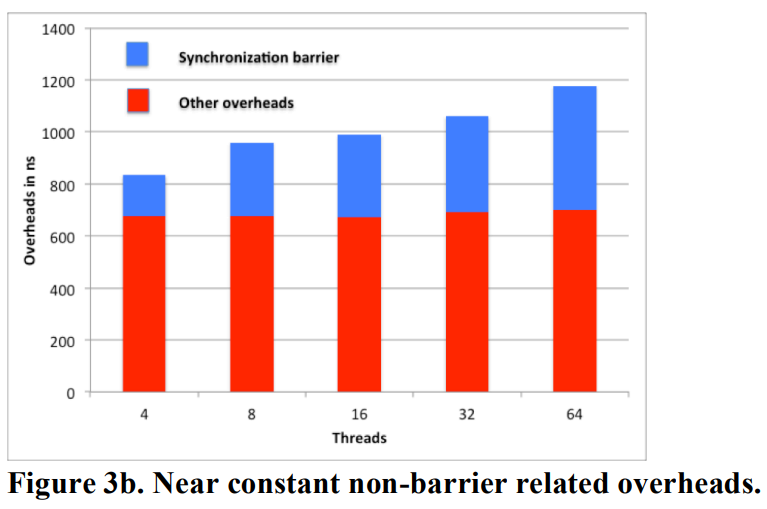 1400
1200
1000
800
600
400
200
0
Overheads in ns
Synchronization barrier
Other overheads
4 8 16 32 64
Threads
Figure 3b. Near constant non-barrier related overheads.